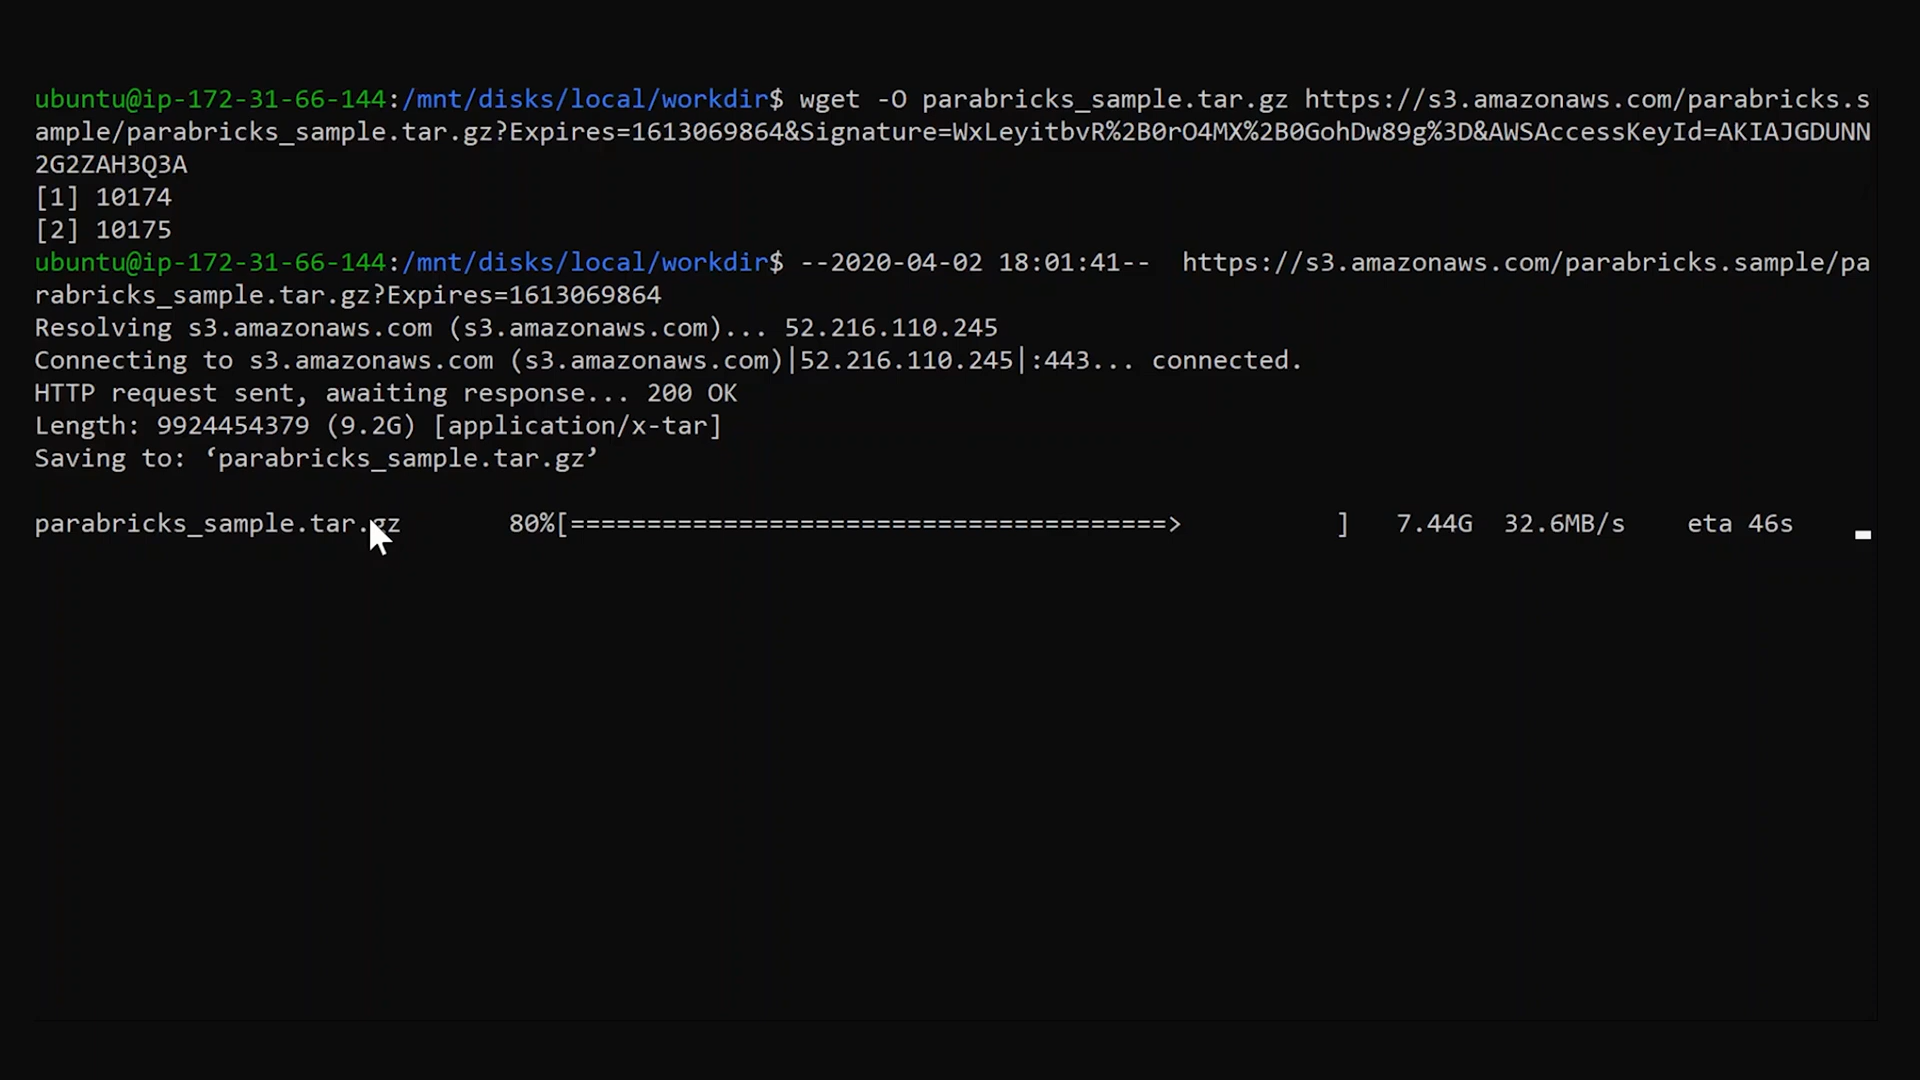 ubuntu@ip-172-31-66-144:/mnt/disks/local/workdir$ wget -O parabricks_sample.tar.gz https://s3.amazonaws.com/parabricks.s
ample/parabricks_sample.tar.gz?Expires=1613069864&Signature=WxLeyitbvR%2B0rO4MX%2B0GohDw89g%3D&AWSAccessKeyId=AKIAJGDUNN
2G2ZAH3Q3A
[1] 10174
[2] 10175
ubuntu@ip-172-31-66-144:/mnt/disks/local/workdir$ --2020-04-02 18:01:41--  https://s3.amazonaws.com/parabricks.sample/pa
rabricks_sample.tar.gz?Expires=1613069864
Resolving s3.amazonaws.com (s3.amazonaws.com)... 52.216.110.245
Connecting to s3.amazonaws.com (s3.amazonaws.com)|52.216.110.245|:443... connected.
HTTP request sent, awaiting response... 200 OK
Length: 9924454379 (9.2G) [application/x-tar]
Saving to: ‘parabricks_sample.tar.gz’
parabricks_sample.tar.gz       80%[=======================================>          ]   7.44G  32.6MB/s    eta 46s